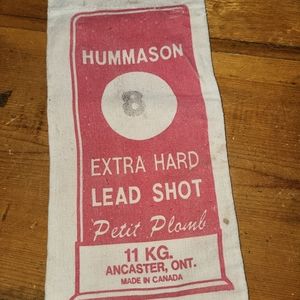 HUMMASON
8
EXTRA HARD
LEAD SHOT
Petit Plomb
11 KG.
ANCASTER, ONT.
MADE IN CANADA